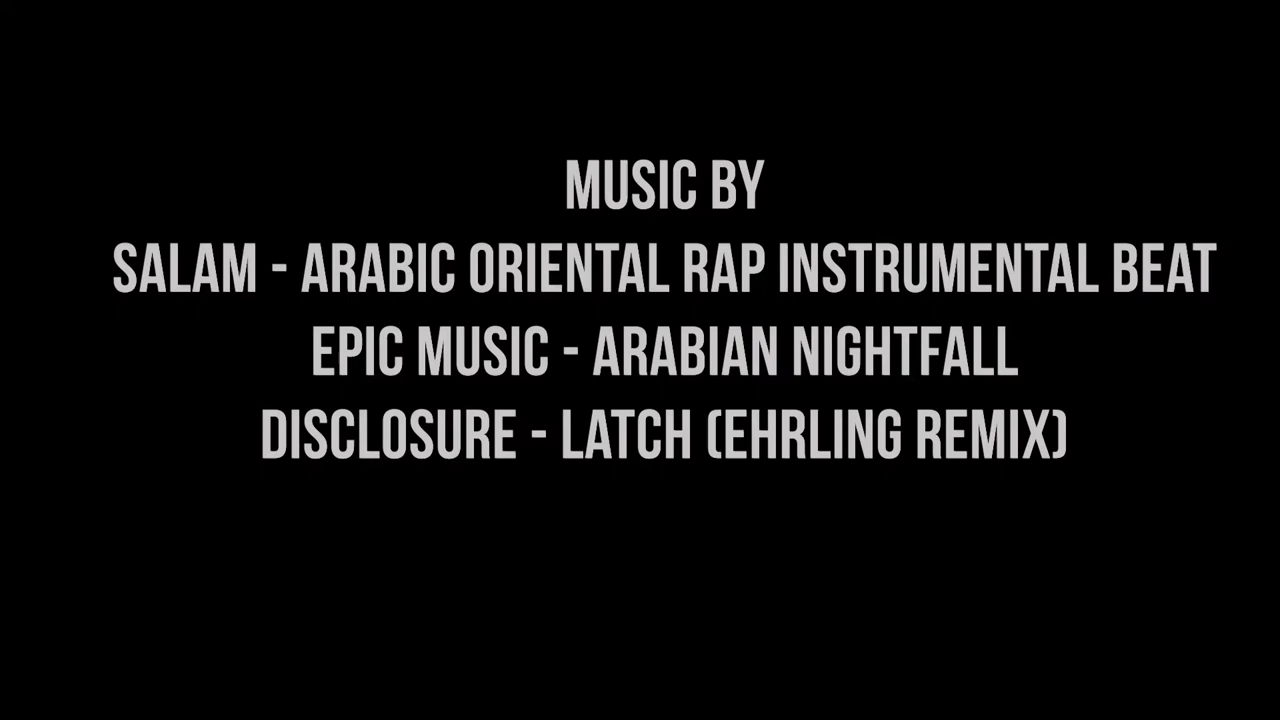 MUSIC BY
SALAM - ARABIC ORIENTAL RAP INSTRUMENTAL BEAT
EPIC MUSIC - ARABIAN NIGHTFALL
DISCLOSURE - LATCH (EHRLING REMIX)